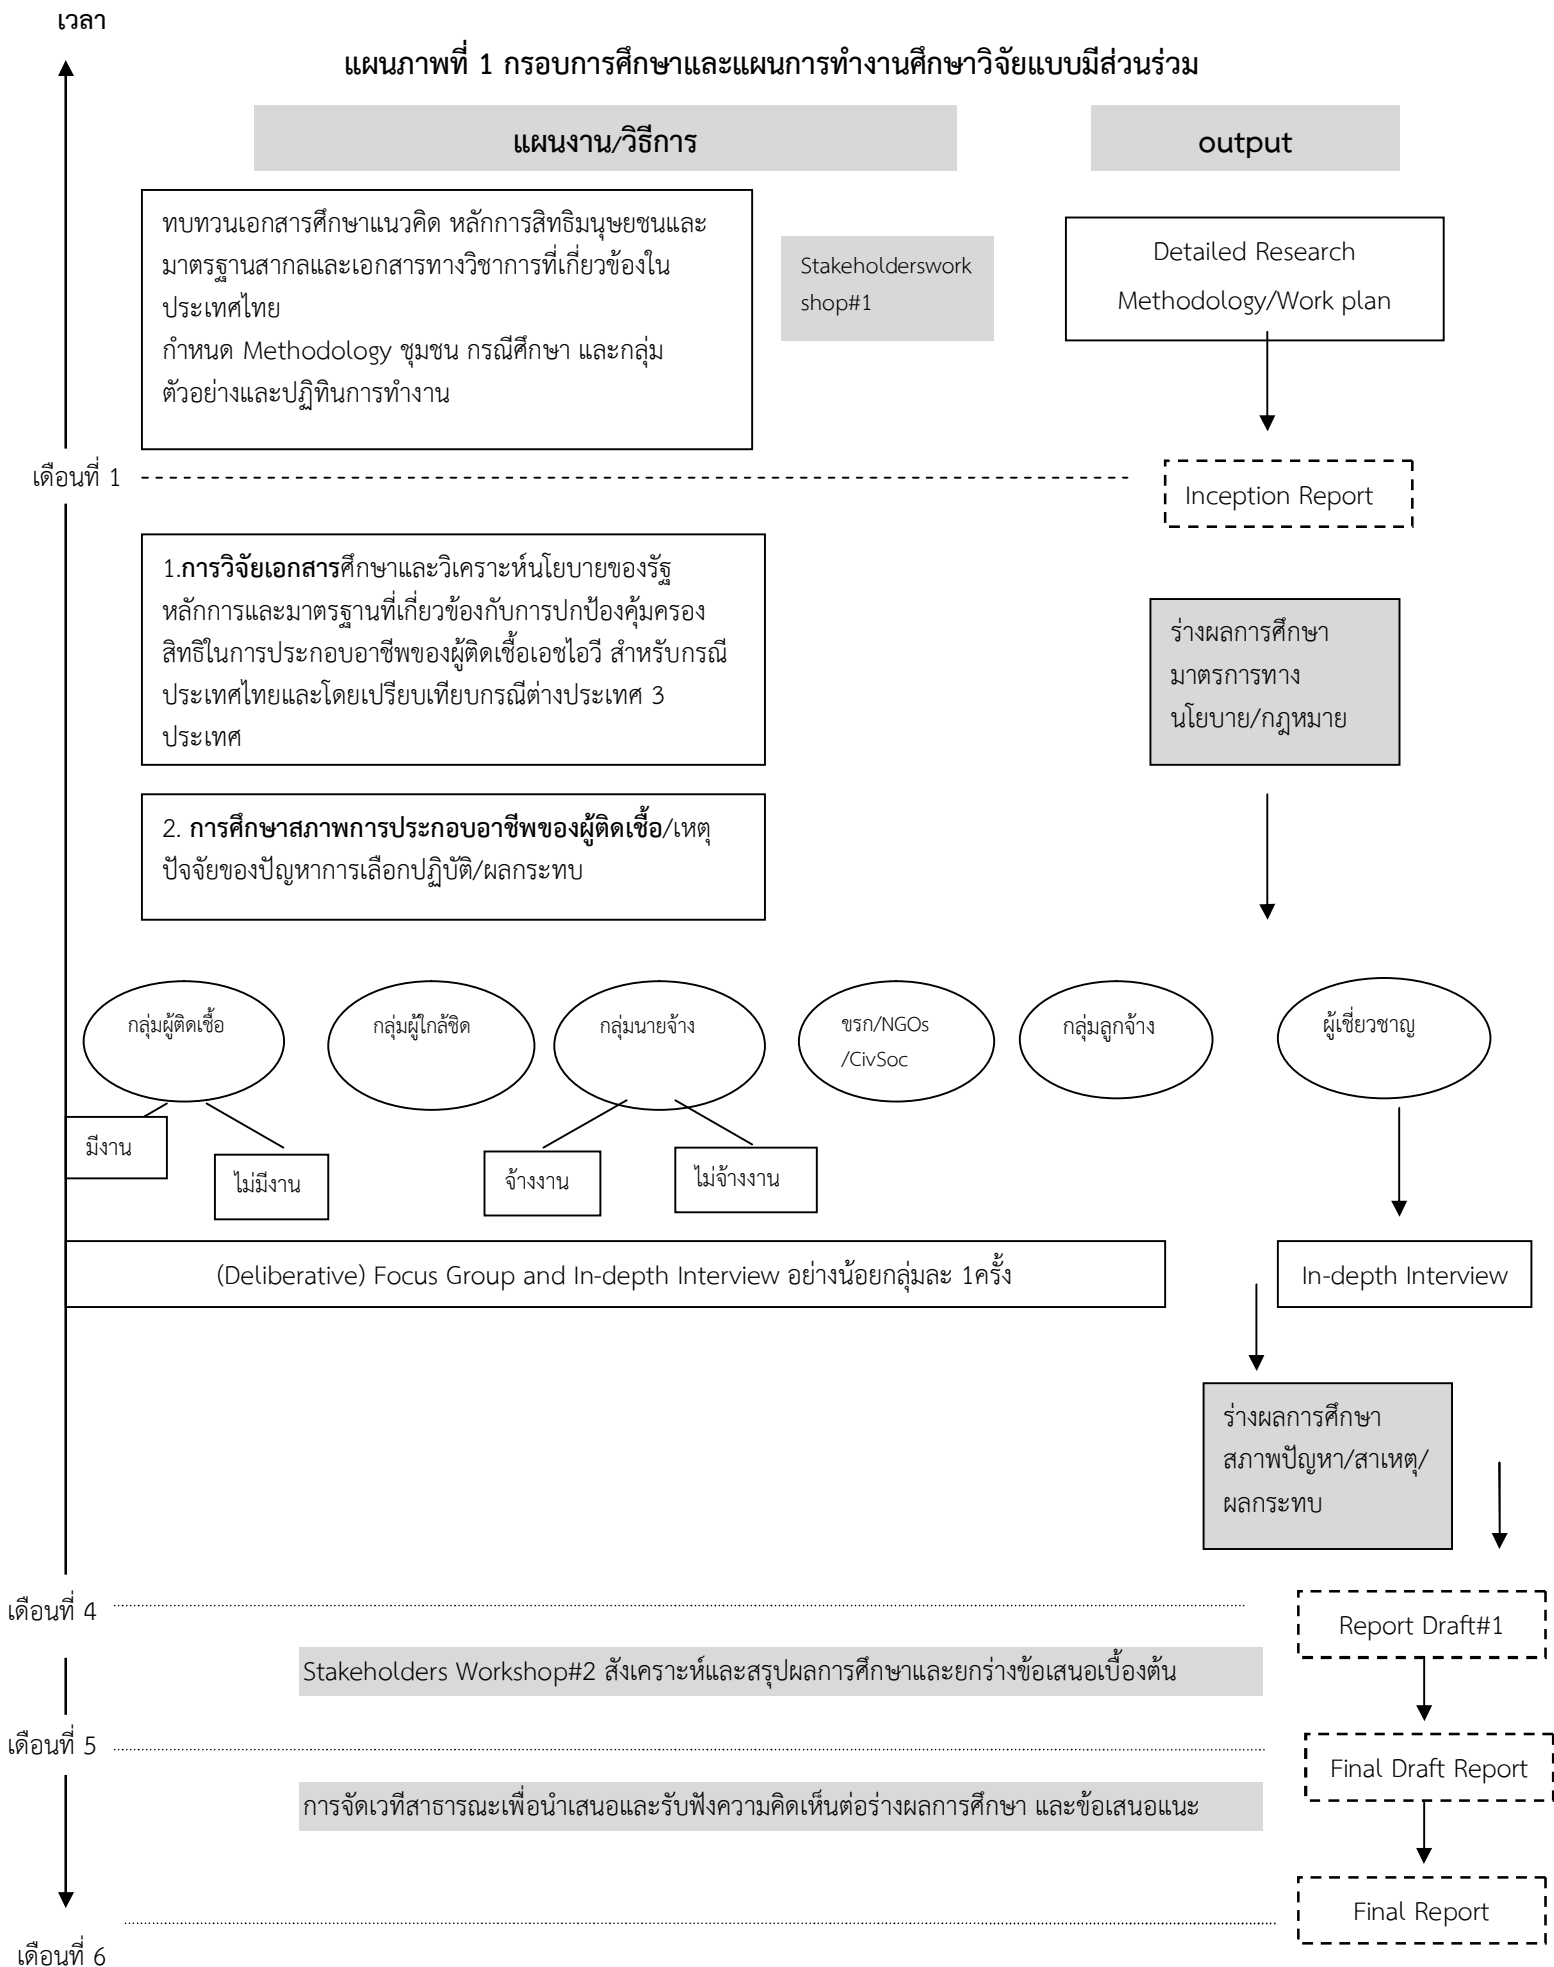 เวลา
แผนภาพที่ 1 กรอบการศึกษาและแผนการทำงานศึกษาวิจัยแบบมีส่วนร่วม
แผนงาน/วิธีการ
output
ทบทวนเอกสารศึกษาแนวคิด หลักการสิทธิมนุษยชนและ
มาตรฐานสากลและเอกสารทางวิชาการที่เกี่ยวข้องใน
ประเทศไทย
กำหนด Methodology ชุมชน กรณีศึกษา และกลุ่ม
ตัวอย่างและปฏิทินการทำงาน
Stakeholderswork
shop#1
Detailed Research
Methodology/Work plan
เดือนที่ 1
Inception Report
1.การวิจัยเอกสารศึกษาและวิเคราะห์นโยบายของรัฐ
หลักการและมาตรฐานที่เกี่ยวข้องกับการปกป้องคุ้มครอง
สิทธิในการประกอบอาชีพของผู้ติดเชื้อเอชไอวี สำหรับกรณี
ประเทศไทยและโดยเปรียบเทียบกรณีต่างประเทศ 3
ประเทศ
ร่างผลการศึกษา
มาตรการทาง
นโยบาย/กฎหมาย
2. การศึกษาสภาพการประกอบอาชีพของผู้ติดเชื้อ/เหตุ
ปัจจัยของปัญหาการเลือกปฏิบัติ/ผลกระทบ
กลุ่มผู้ติดเชื้อ
กลุ่มผู้ใกล้ชิด
กลุ่มนายจ้าง
ขรก/NGOs
/CivSoc
กลุ่มลูกจ้าง
ผู้เชี่ยวชาญ
มีงาน
ไม่มีงาน
จ้างงาน
ไม่จ้างงาน
(Deliberative) Focus Group and In-depth Interview อย่างน้อยกลุ่มละ 1ครั้ง
In-depth Interview
ร่างผลการศึกษา
สภาพปัญหา/สาเหตุ/
ผลกระทบ
เดือนที่ 4
Report Draft#1
Stakeholders Workshop#2 สังเคราะห์และสรุปผลการศึกษาและยกร่างข้อเสนอเบื้องต้น
เดือนที่ 5
Final Draft Report
การจัดเวทีสาธารณะเพื่อนำเสนอและรับฟังความคิดเห็นต่อร่างผลการศึกษา และข้อเสนอแนะ
Final Report
เดือนที่ 6